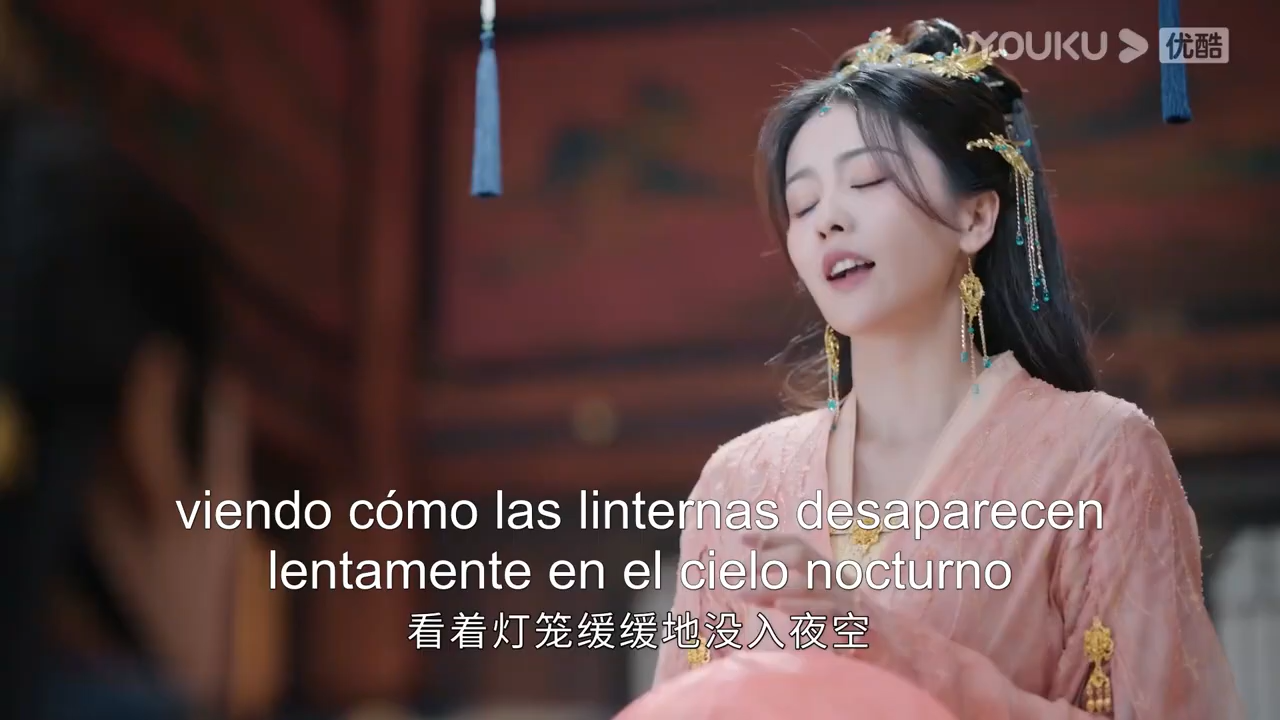 YOUKU 优酷
viendo cómo las linternas desaparecen
lentamente en el cielo nocturno
看着灯笼缓缓地没入夜空